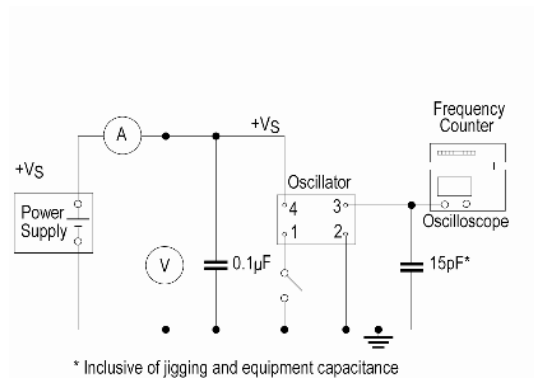 Frequency
Counter
+VS
A
+VS
Oscillator
Power
Supply
4 3
1 2
Oscilloscope
V
0.1µF
15pF*
* Inclusive of jigging and equipment capacitance